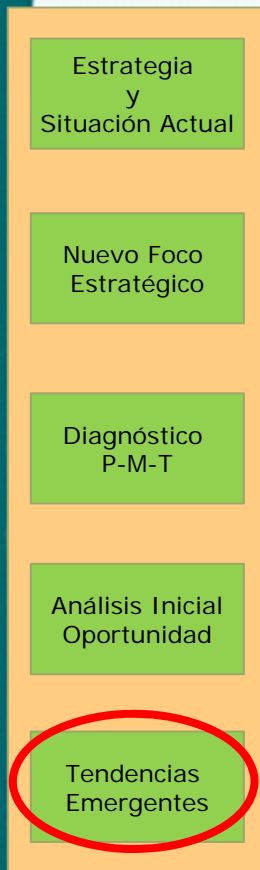 Estrategia
y
Situación Actual
Nuevo Foco
Estratégico
Diagnóstico
P-M-T
Análisis Inicial
Oportunidad
Tendencias
Emergentes